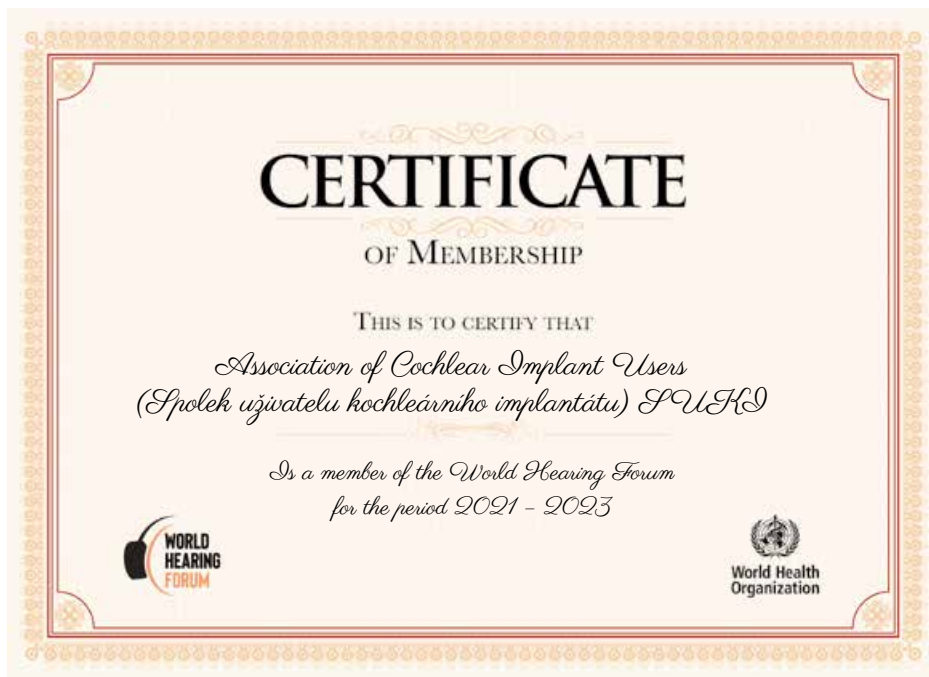 CERTIFICATE
OF MEMBERSHIP
THIS IS TO CERTIFY THAT
Association of Cochlear Implant Users
(Spolek uživatelu kochleárního implantátu) SUKI
Is a member of the World Hearing Forum
for the period 2021 – 2023
WORLD
HEARING
FORUM
World Health
Organization